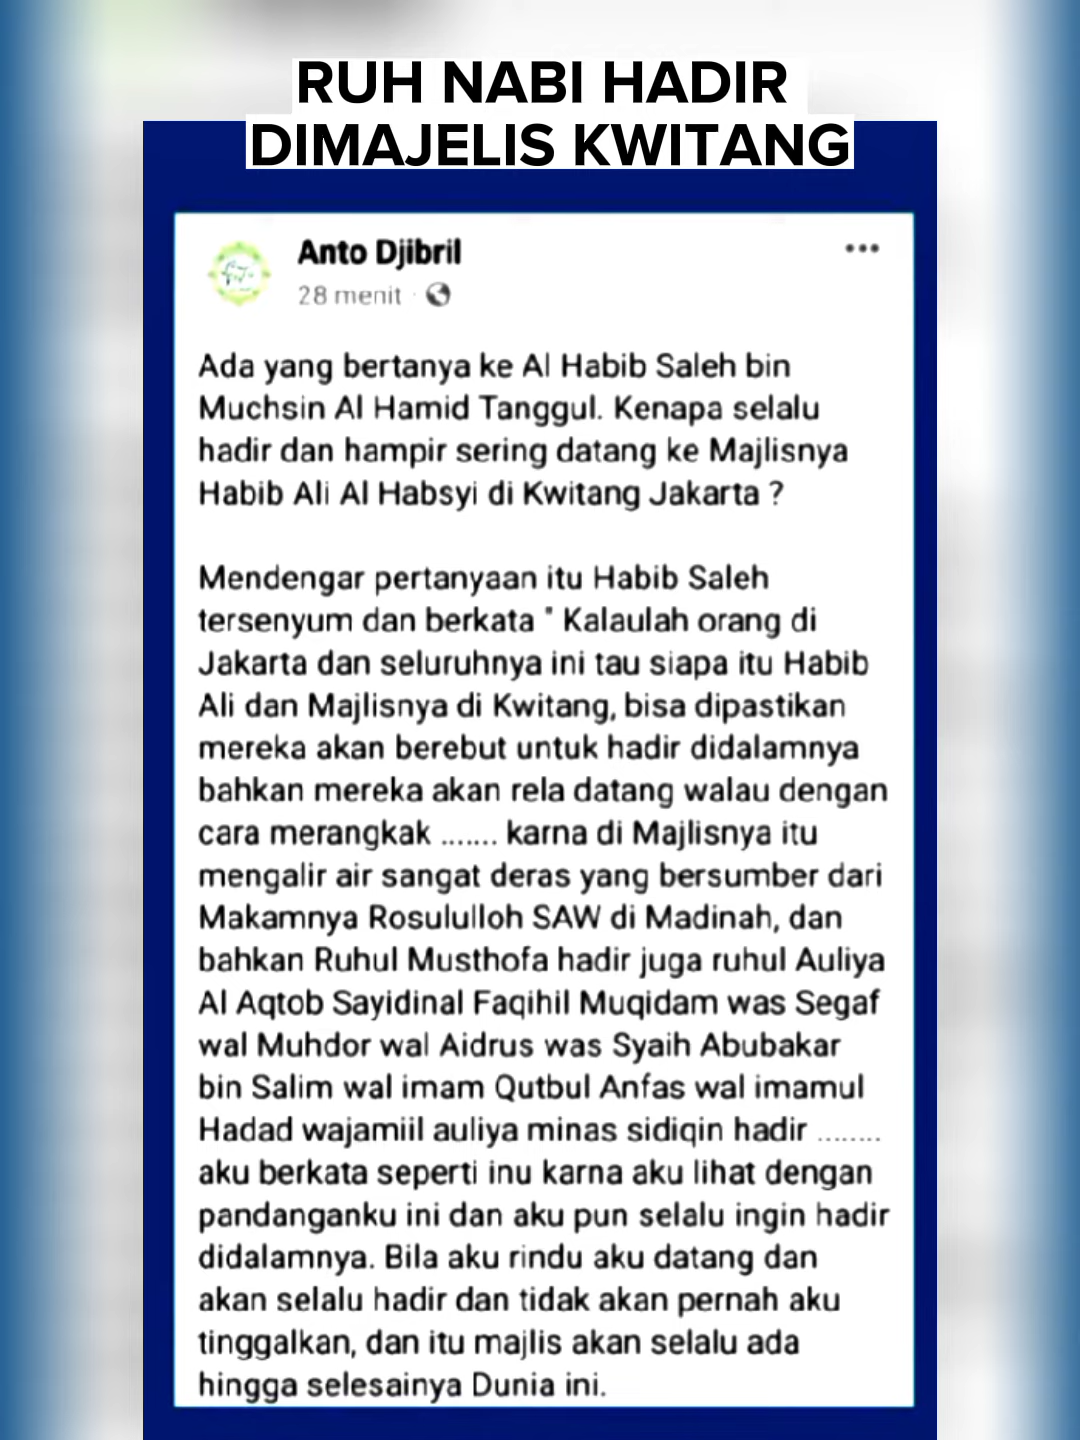 RUH NABI HADIR
DIMAJELIS KWITANG
Anto Djibril
28 menit ·
Ada yang bertanya ke Al Habib Saleh bin
Muchsin Al Hamid Tanggul. Kenapa selalu
hadir dan hampir sering datang ke Majlisnya
Habib Ali Al Habsyi di Kwitang Jakarta ?
Mendengar pertanyaan itu Habib Saleh
tersenyum dan berkata " Kalaulah orang di
Jakarta dan seluruhnya ini tau siapa itu Habib
Ali dan Majlisnya di Kwitang, bisa dipastikan
mereka akan berebut untuk hadir didalamnya
bahkan mereka akan rela datang walau dengan
cara merangkak ....... karna di Majlisnya itu
mengalir air sangat deras yang bersumber dari
Makamnya Rosululloh SAW di Madinah, dan
bahkan Ruhul Musthofa hadir juga ruhul Auliya
Al Aqtob Sayidinal Faqihil Muqidam was Segaf
wal Muhdor wal Aidrus was Syaih Abubakar
bin Salim wal imam Qutbul Anfas wal imamul
Hadad wajamiil auliya minas sidiqin hadir ........
aku berkata seperti inu karna aku lihat dengan
pandanganku ini dan aku pun selalu ingin hadir
didalamnya. Bila aku rindu aku datang dan
akan selalu hadir dan tidak akan pernah aku
tinggalkan, dan itu majlis akan selalu ada
hingga selesainya Dunia ini.